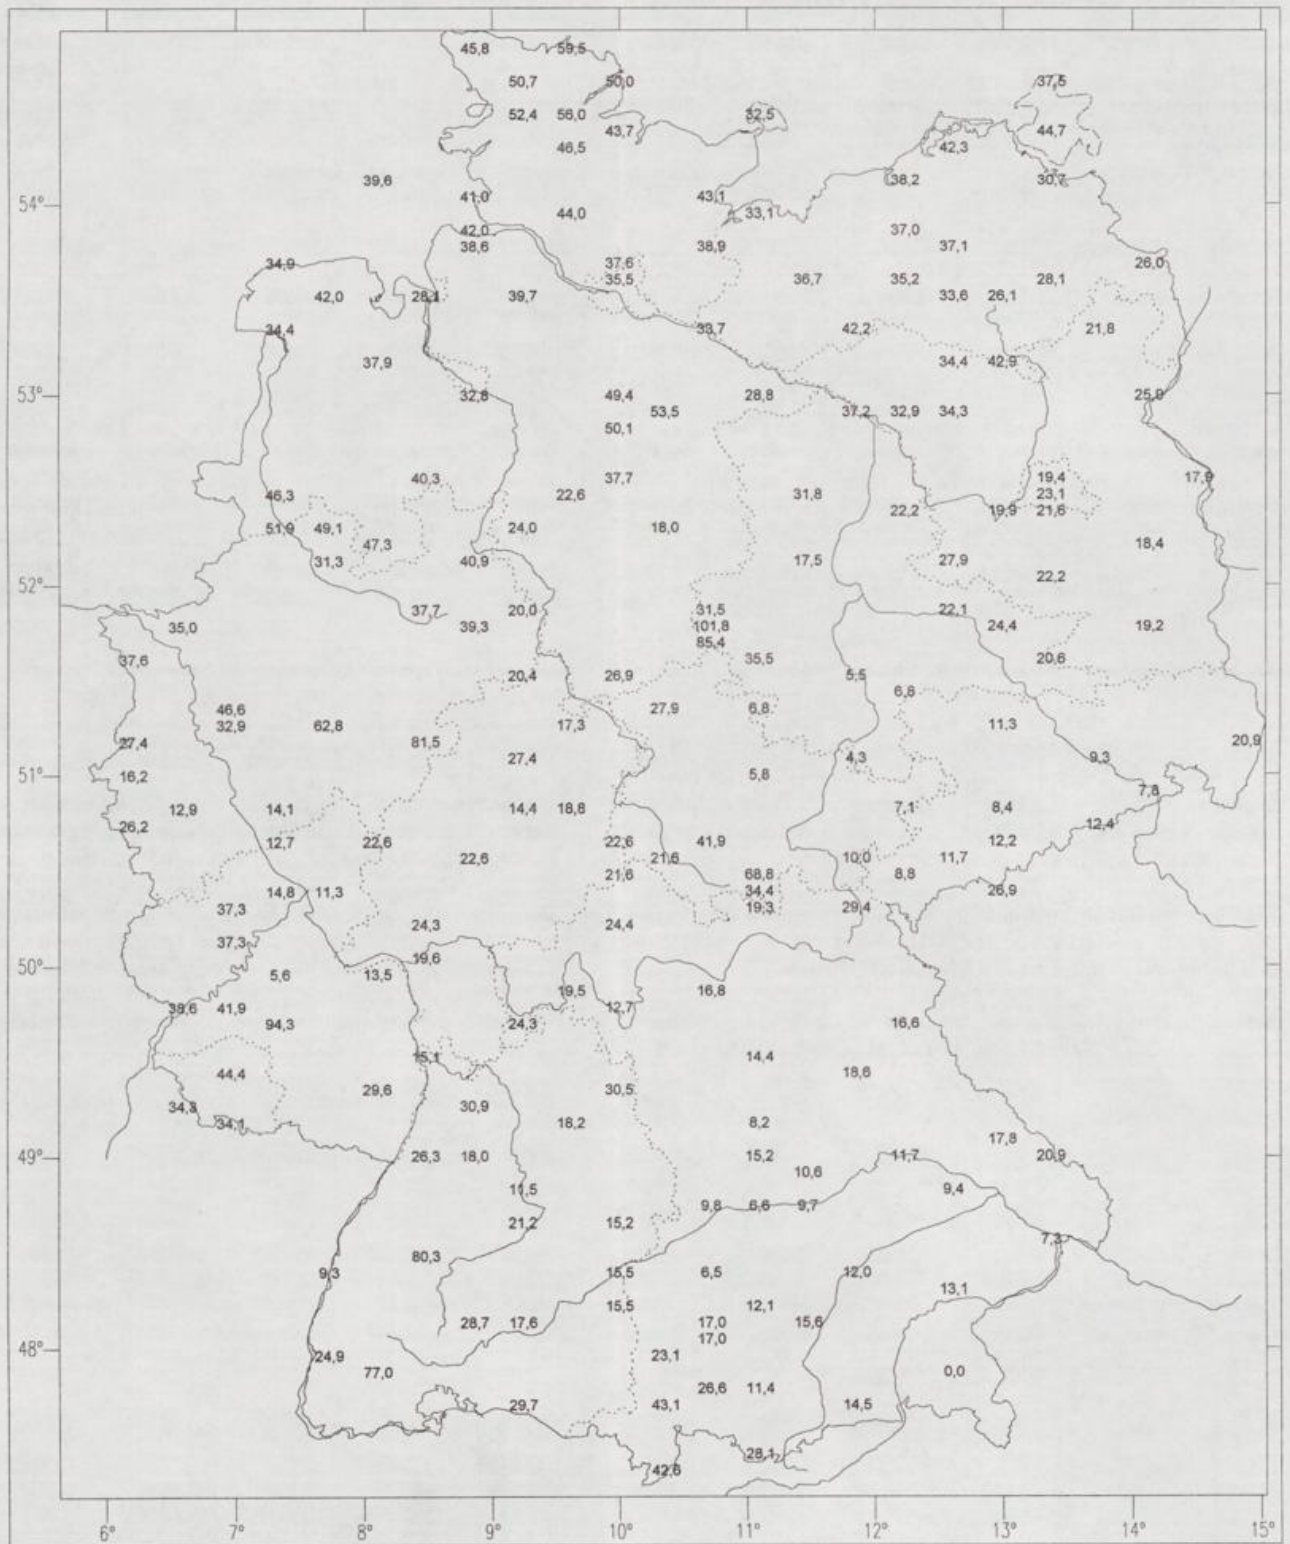 45,8 59,5
50,7 50,0 37,5
52,4 56,0 32,5
43,7 44,7
46,5 42,3
39,6 38,2 30,7
41,0 43,1
54°
44,0 33,1
42,0 37,0
38,6 38,9 37,1
34,9 37,6 26,0
35,5 36,7 35,2 28,1
42,0 28,1 39,7 33,6 26,1
34,4 33,7 42,2 21,8
37,9 34,4 42,9
53°
32,8 49,4 28,8 25,9
53,5 37,2 32,9 34,3
50,1
40,3 37,7 19,4 17,9
46,3 22,6 31,8 23,1
22,2 19,9 21,6
51,9 49,1 24,0 18,0
47,3 18,4
31,3 40,9 17,5 27,9
22,2
52°
37,7 20,0 31,5 22,1
35,0 39,3 101,8 24,4 19,2
85,4
37,6 35,5 20,6
20,4 26,9 5,5
6,8
46,6 27,9 6,8
32,9 62,8 17,3 11,3
27,4 81,5 20,9
27,4 4,3 9,3
51°
16,2 5,8
7,8
12,9 14,1 14,4 18,8 7,1 8,4
26,2 12,4
12,7 22,6 22,6 41,9 12,2
22,6 21,6 10,0 11,7
21,6 68,8 8,8
14,8 11,3 34,4 26,9
37,3 19,3 29,4
24,3 24,4
37,3
19,6
50°
5,6 13,5
19,5 16,8
38,6 41,9 12,7
94,3 24,3 16,6
15,1 14,4
44,4 18,6
29,6 30,5
34,3 30,9
34,1 18,2 8,2
17,8
49°
26,3 18,0 15,2 11,7 20,9
10,6
11,5 9,4
9,8 6,6 9,7
21,2 15,2
7,3
80,3
9,3 15,5 6,5 12,0
13,1
15,5 12,1
28,7 17,6 17,0 15,6
17,0
48°
24,9 23,1
77,0 0,0
26,6 11,4
29,7 43,1 14,5
28,1
42,6
6° 7° 8° 9° 10° 11° 12° 13° 14° 15°